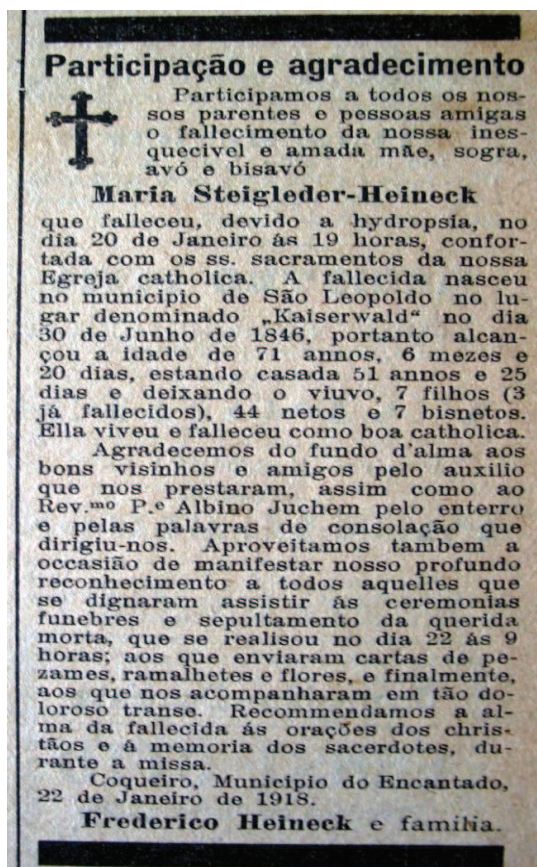 Participação e agradecimento
Participamos a todos os nos-
sos parentes e pessoas amigas
o fallecimento da nossa ines-
quecivel e amada mãe, sogra,
avó e bisavó
Maria Steigleder-Heineck
que falleceu, devido a hydropsia, no
dia 20 de Janeiro ás 19 horas, confor-
tada com os ss. sacramentos da nossa
Egreja catholica. A fallecida nasceu
no municipio de São Leopoldo no lu-
gar denominado „Kaiserwald“ no dia
30 de Junho de 1846, portanto alcan-
çou a idade de 71 annos, 6 mezes e
20 dias, estando casada 51 annos e 25
dias e deixando o viuvo, 7 filhos (3
já fallecidos), 44 netos e 7 bisnetos.
Ella viveu e falleceu como boa catholica.
Agradecemos do fundo d'alma aos
bons visinhos e amigos pelo auxilio
que nos prestaram, assim como ao
Rev.mo P.e Albino Juchem pelo enterro
e pelas palavras de consolação que
dirigiu-nos. Aproveitamos tambem a
occasião de manifestar nosso profundo
reconhecimento a todos aquelles que
se dignaram assistir ás ceremonias
funebres e sepultamento da querida
morta, que se realisou no dia 22 ás 9
horas; aos que enviaram cartas de pe-
zames, ramalhetes e flores, e finalmente,
aos que nos acompanharam em tão do-
loroso transe. Recommendamos a al-
ma da fallecida ás orações dos chris-
tãos e á memoria dos sacerdotes, du-
rante a missa.
Coqueiro, Municipio do Encantado,
22 de Janeiro de 1918.
Frederico Heineck e familia.